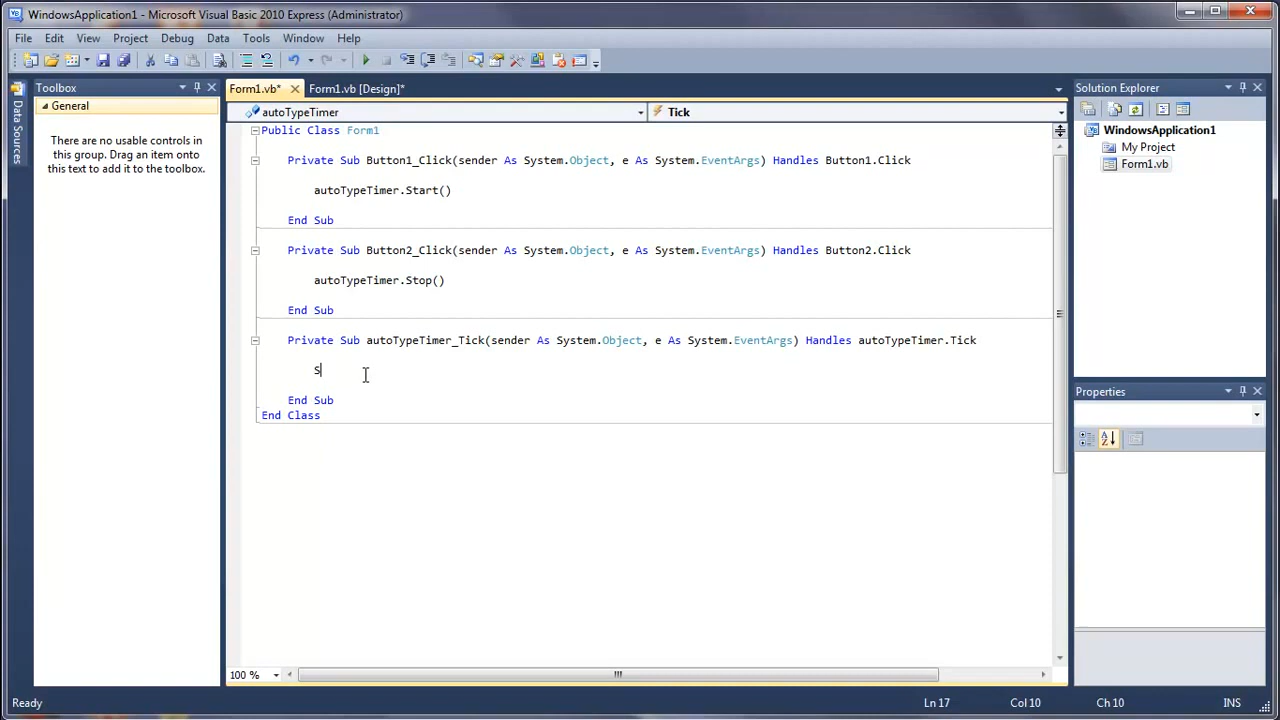 WindowsApplication1 - Microsoft Visual Basic 2010 Express (Administrator)
File Edit View Project Debug Data Tools Window Help
Toolbox
General
There are no usable controls in
this group. Drag an item onto
this text to add it to the toolbox.
Data Sources
Form1.vb* Form1.vb [Design]*
autoTypeTimer Tick
Public Class Form1
Private Sub Button1_Click(sender As System.Object, e As System.EventArgs) Handles Button1.Click
autoTypeTimer.Start()
End Sub
Private Sub Button2_Click(sender As System.Object, e As System.EventArgs) Handles Button2.Click
autoTypeTimer.Stop()
End Sub
Private Sub autoTypeTimer_Tick(sender As System.Object, e As System.EventArgs) Handles autoTypeTimer.Tick
S
End Sub
End Class
100 %
Solution Explorer
WindowsApplication1
My Project
Form1.vb
Properties
Ready Ln 17 Col 10 Ch 10 INS